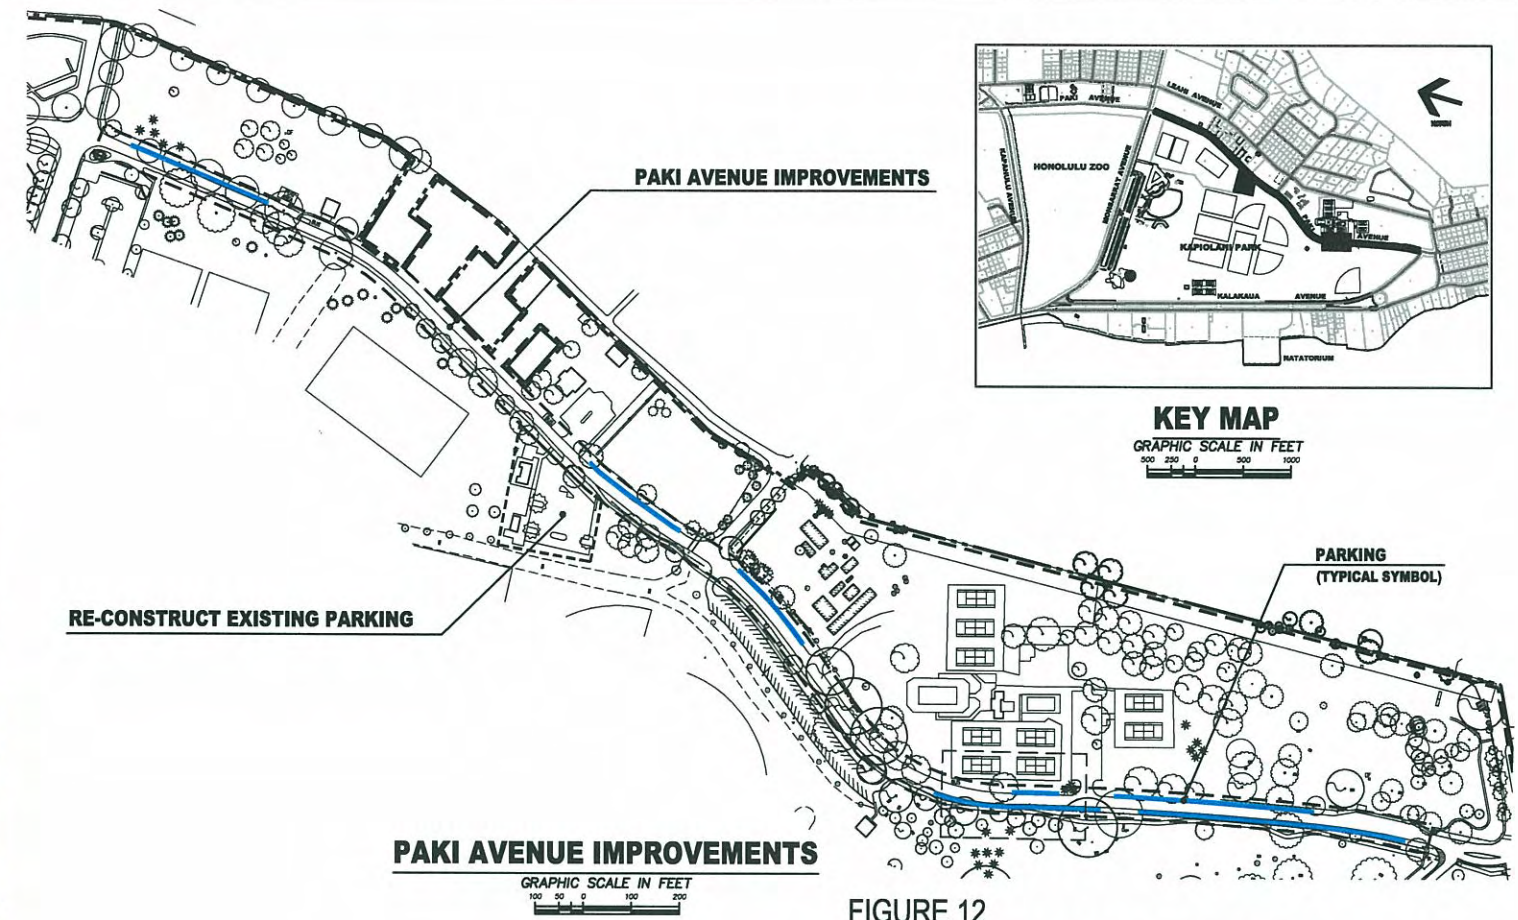 PAKI AVENUE IMPROVEMENTS
RE-CONSTRUCT EXISTING PARKING
PARKING
(TYPICAL SYMBOL)
PAKI AVENUE
LEAHI AVENUE
HONOLULU ZOO
KAPAHULU AVENUE
MONSARRAT AVENUE
KAPIOLANI PARK
PAKI
AVENUE
KALAKAUA AVENUE
NATATORIUM
NORTH
KEY MAP
GRAPHIC SCALE IN FEET
500 250 0 500 1000
PAKI AVENUE IMPROVEMENTS
GRAPHIC SCALE IN FEET
100 50 0 100 200
FIGURE 12